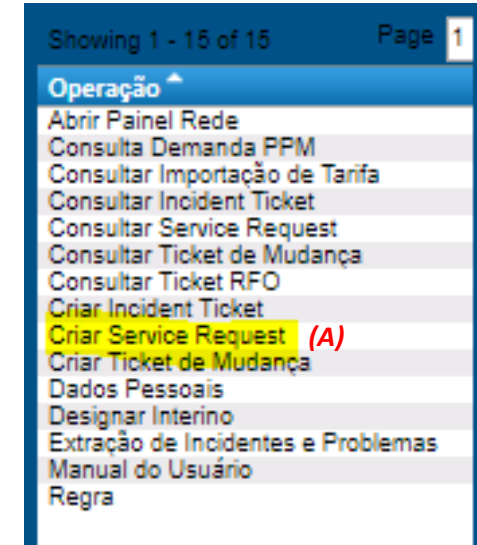 Showing 1 - 15 of 15 Page 1
Operação
Abrir Painel Rede
Consulta Demanda PPM
Consultar Importação de Tarifa
Consultar Incident Ticket
Consultar Service Request
Consultar Ticket de Mudança
Consultar Ticket RFO
Criar Incident Ticket
Criar Service Request (A)
Criar Ticket de Mudança
Dados Pessoais
Designar Interino
Extração de Incidentes e Problemas
Manual do Usuário
Regra